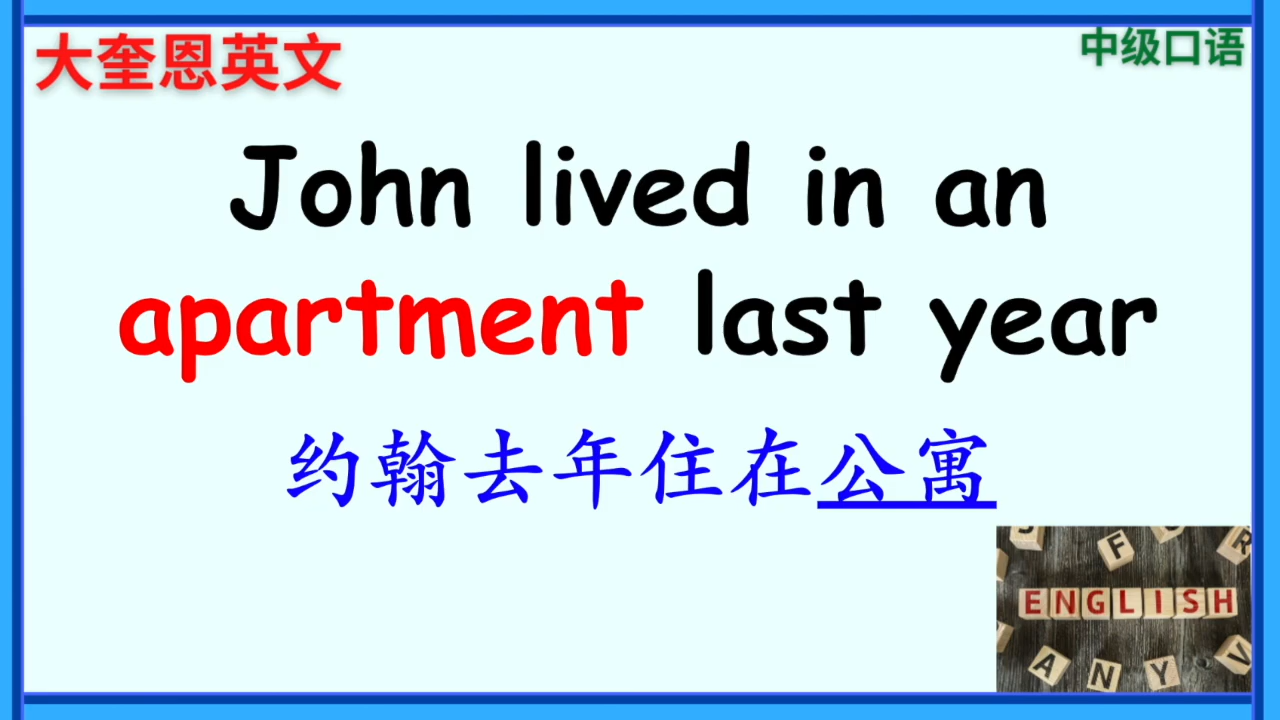 大奎恩英文
中级口语
John lived in an
apartment last year
约翰去年住在公寓
F
R
ENGLISH
A N Y V